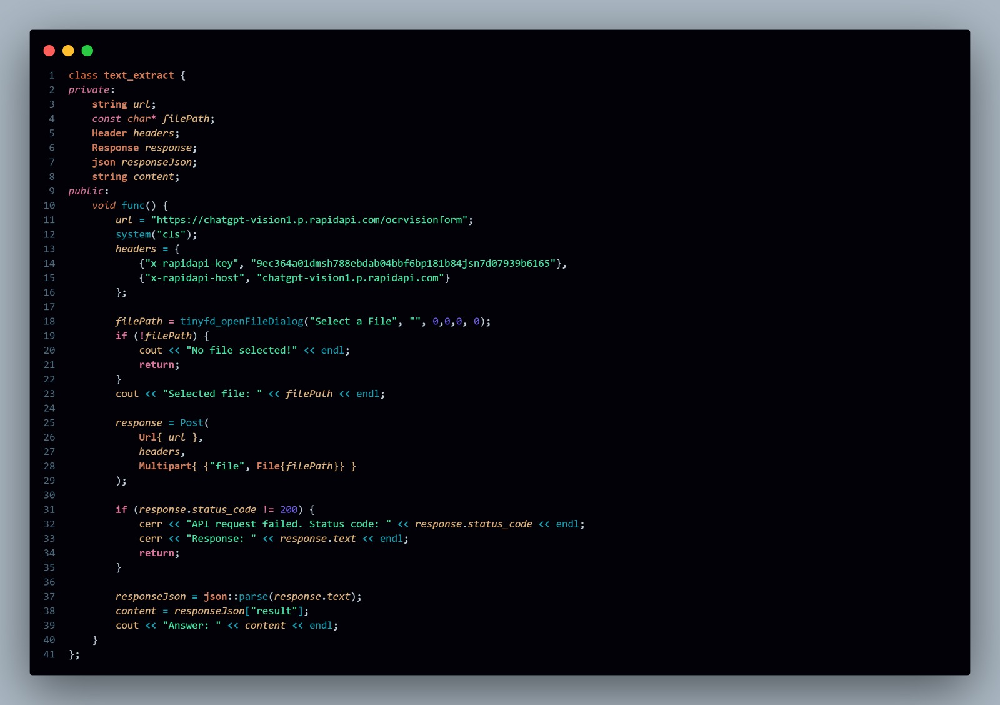 1 class text_extract {
2 private:
3     string url;
4     const char* filePath;
5     Header headers;
6     Response response;
7     json responseJson;
8     string content;
9 public:
10     void func() {
11         url = "https://chatgpt-vision1.p.rapidapi.com/ocrvisionform";
12         system("cls");
13         headers = {
14             {"x-rapidapi-key", "9ec364a01dmsh788ebdab04bbf6bp181b84jsn7d07939b6165"},
15             {"x-rapidapi-host", "chatgpt-vision1.p.rapidapi.com"}
16         };
17
18         filePath = tinyfd_openFileDialog("Select a File", "", 0,0,0, 0);
19         if (!filePath) {
20             cout << "No file selected!" << endl;
21             return;
22         }
23         cout << "Selected file: " << filePath << endl;
24
25         response = Post(
26             Url{ url },
27             headers,
28             Multipart{ {"file", File{filePath}} }
29         );
30
31         if (response.status_code != 200) {
32             cerr << "API request failed. Status code: " << response.status_code << endl;
33             cerr << "Response: " << response.text << endl;
34             return;
35         }
36
37         responseJson = json::parse(response.text);
38         content = responseJson["result"];
39         cout << "Answer: " << content << endl;
40     }
41 };